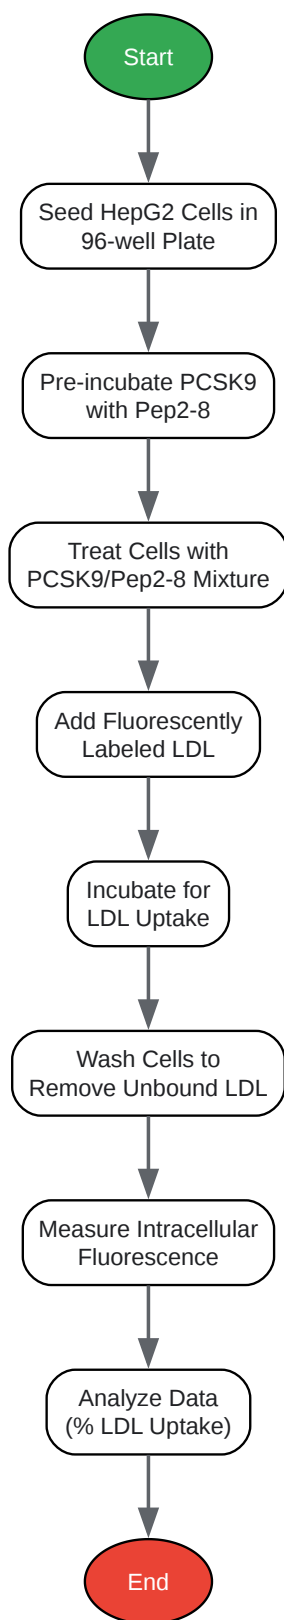 Start
Seed HepG2 Cells in
96-well Plate
Pre-incubate PCSK9
with Pep2-8
Treat Cells with
PCSK9/Pep2-8 Mixture
Add Fluorescently
Labeled LDL
Incubate for
LDL Uptake
Wash Cells to
Remove Unbound LDL
Measure Intracellular
Fluorescence
Analyze Data
(% LDL Uptake)
End